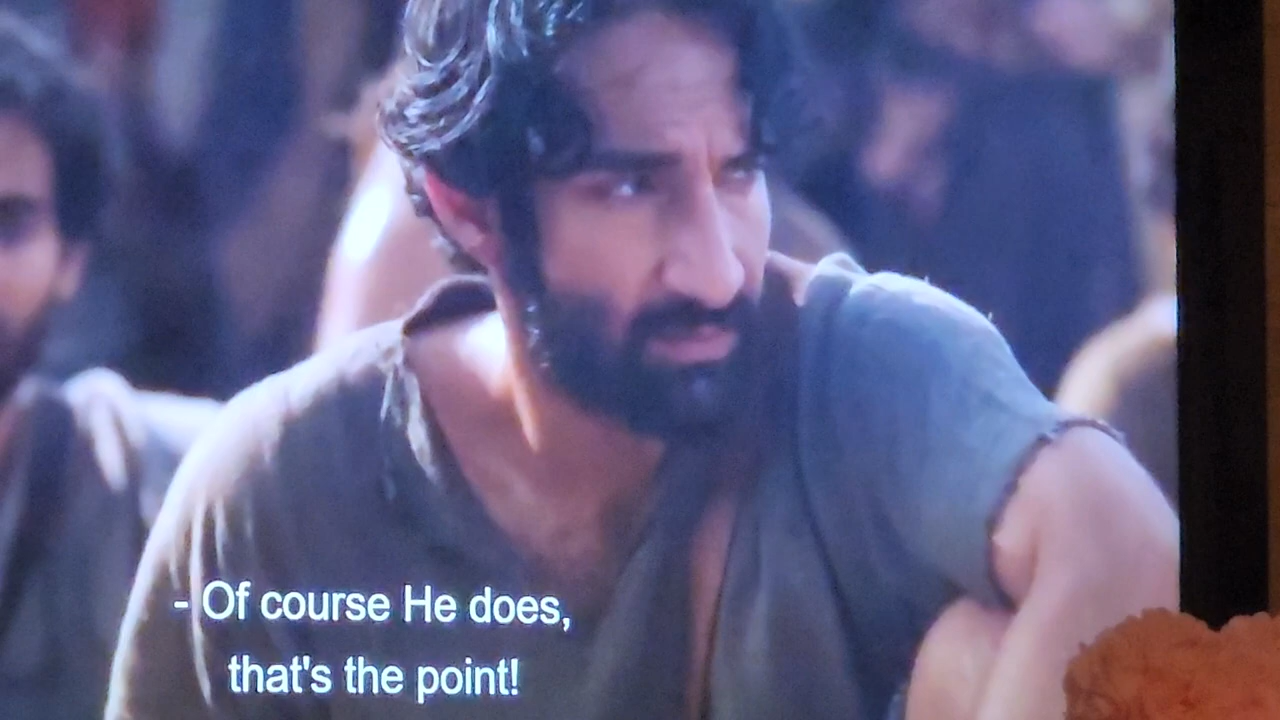 - Of course He does,
that's the point!